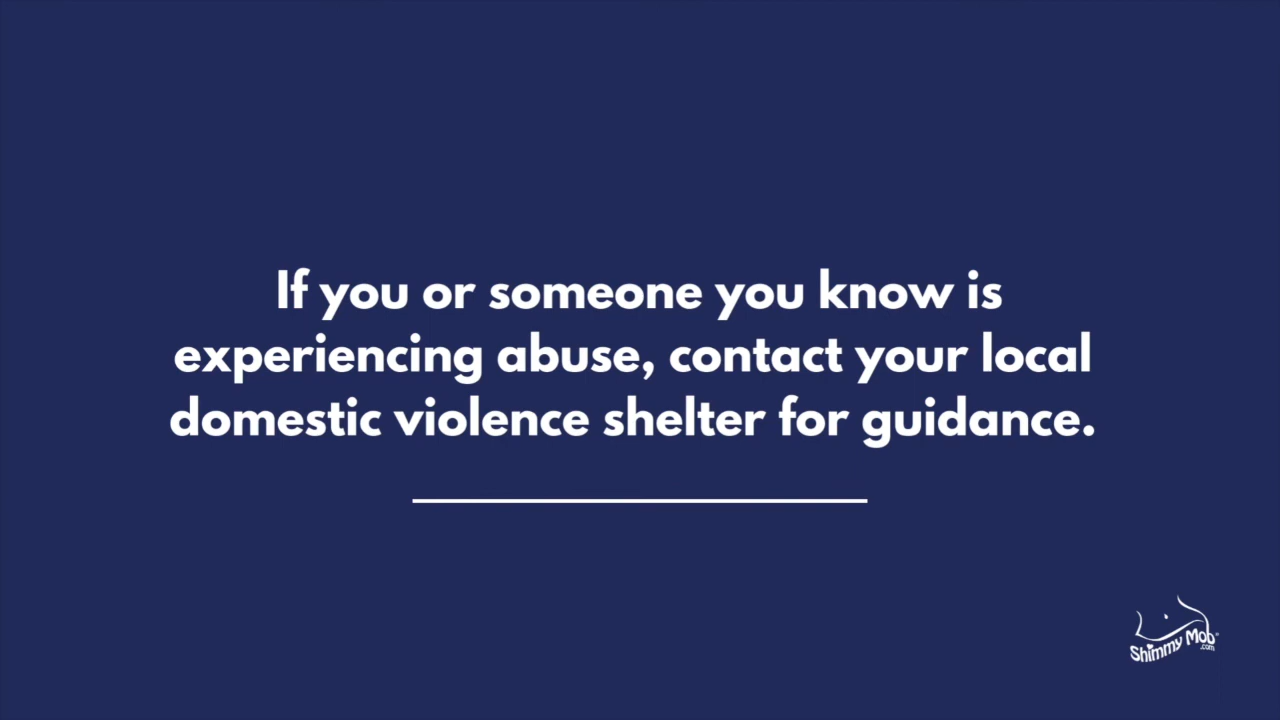 If you or someone you know is
experiencing abuse, contact your local
domestic violence shelter for guidance.
Shimmy Mob®
.com